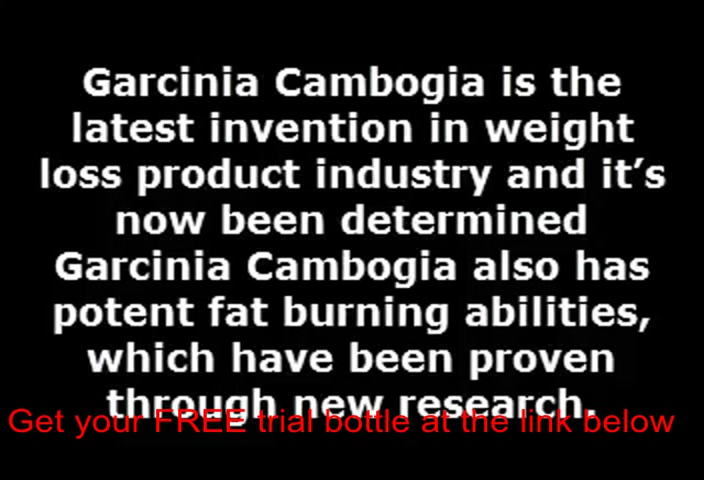 Garcinia Cambogia is the
latest invention in weight
loss product industry and it’s
now been determined
Garcinia Cambogia also has
potent fat burning abilities,
which have been proven
through new research.
Get your FREE trial bottle at the link below